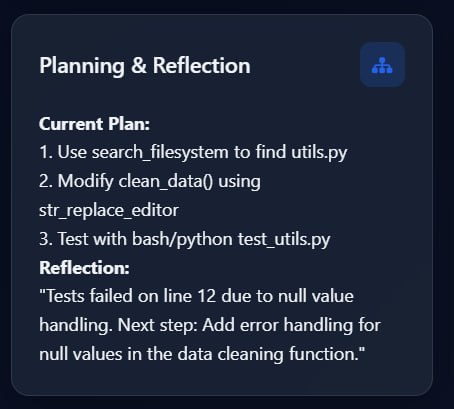 Planning & Reflection
Current Plan:
1. Use search_filesystem to find utils.py
2. Modify clean_data() using
str_replace_editor
3. Test with bash/python test_utils.py
Reflection:
"Tests failed on line 12 due to null value
handling. Next step: Add error handling for
null values in the data cleaning function."